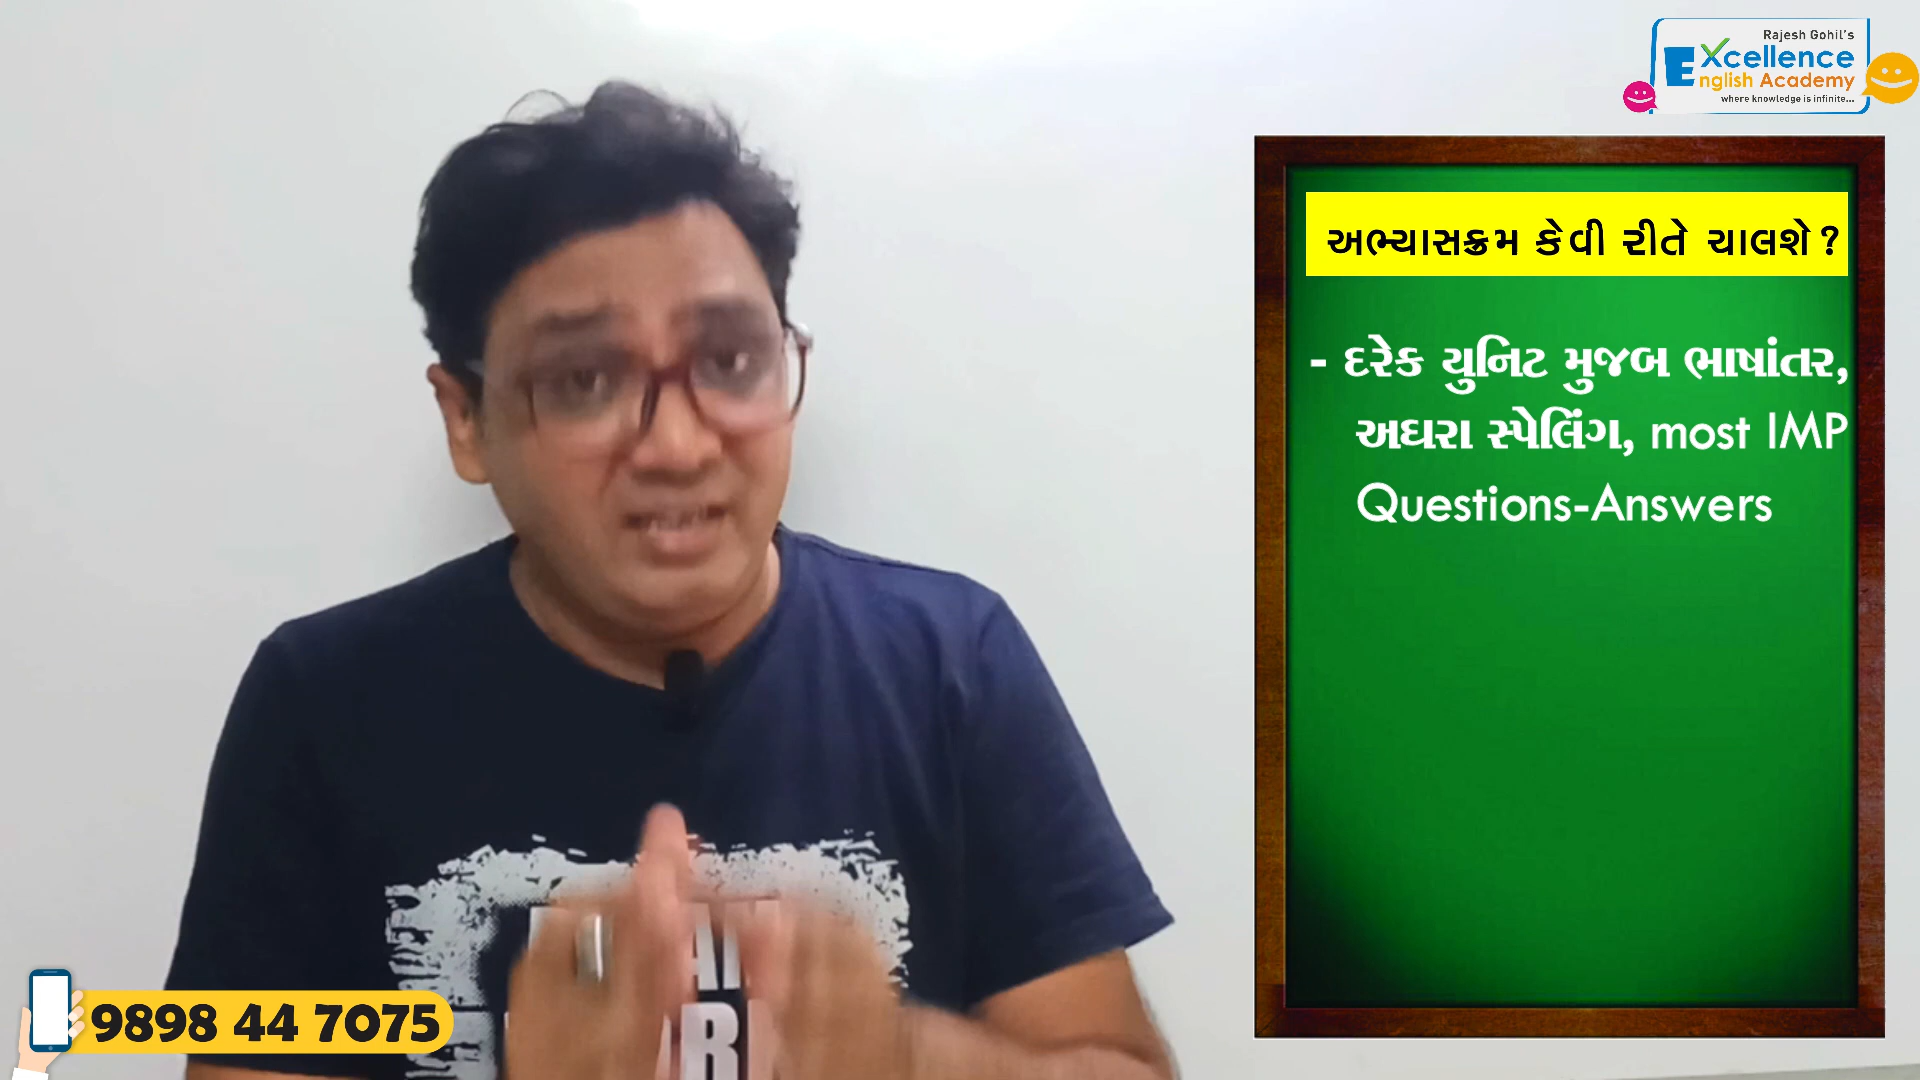 Rajesh Gohil's
Excellence
English Academy
where knowledge is infinite...
અભ્યાસક્રમ કેવી રીતે ચાલશે?
- દરેક યુનિટ મુજબ ભાષાંતર,
અઘરા સ્પેલિંગ, most IMP
Questions-Answers
9898 44 7075